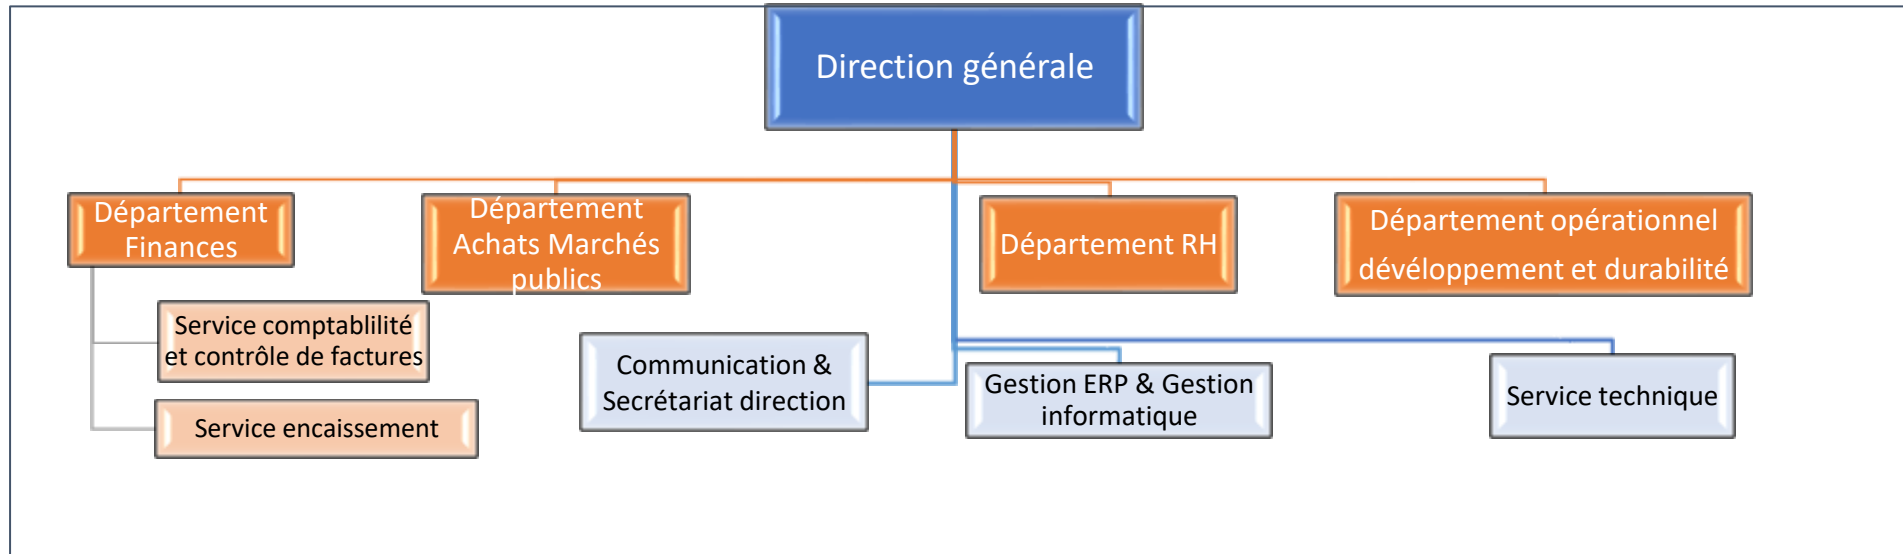 Direction générale
Département
Finances
Département
Achats Marchés
publics
Département RH
Département opérationnel
dévéloppement et durabilité
Service comptablilité
et contrôle de factures
Service encaissement
Communication &
Secrétariat direction
Gestion ERP & Gestion
informatique
Service technique